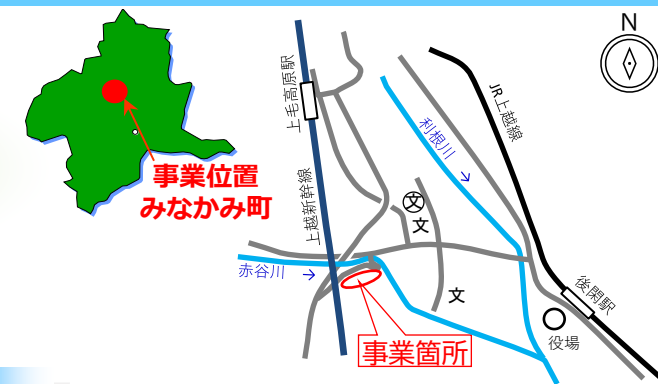 N
上毛高原駅
JR上越線
利根川
→
事業位置
みなかみ町
上越新幹線
文
文
赤谷川
→
文
後閑駅
事業箇所
役場